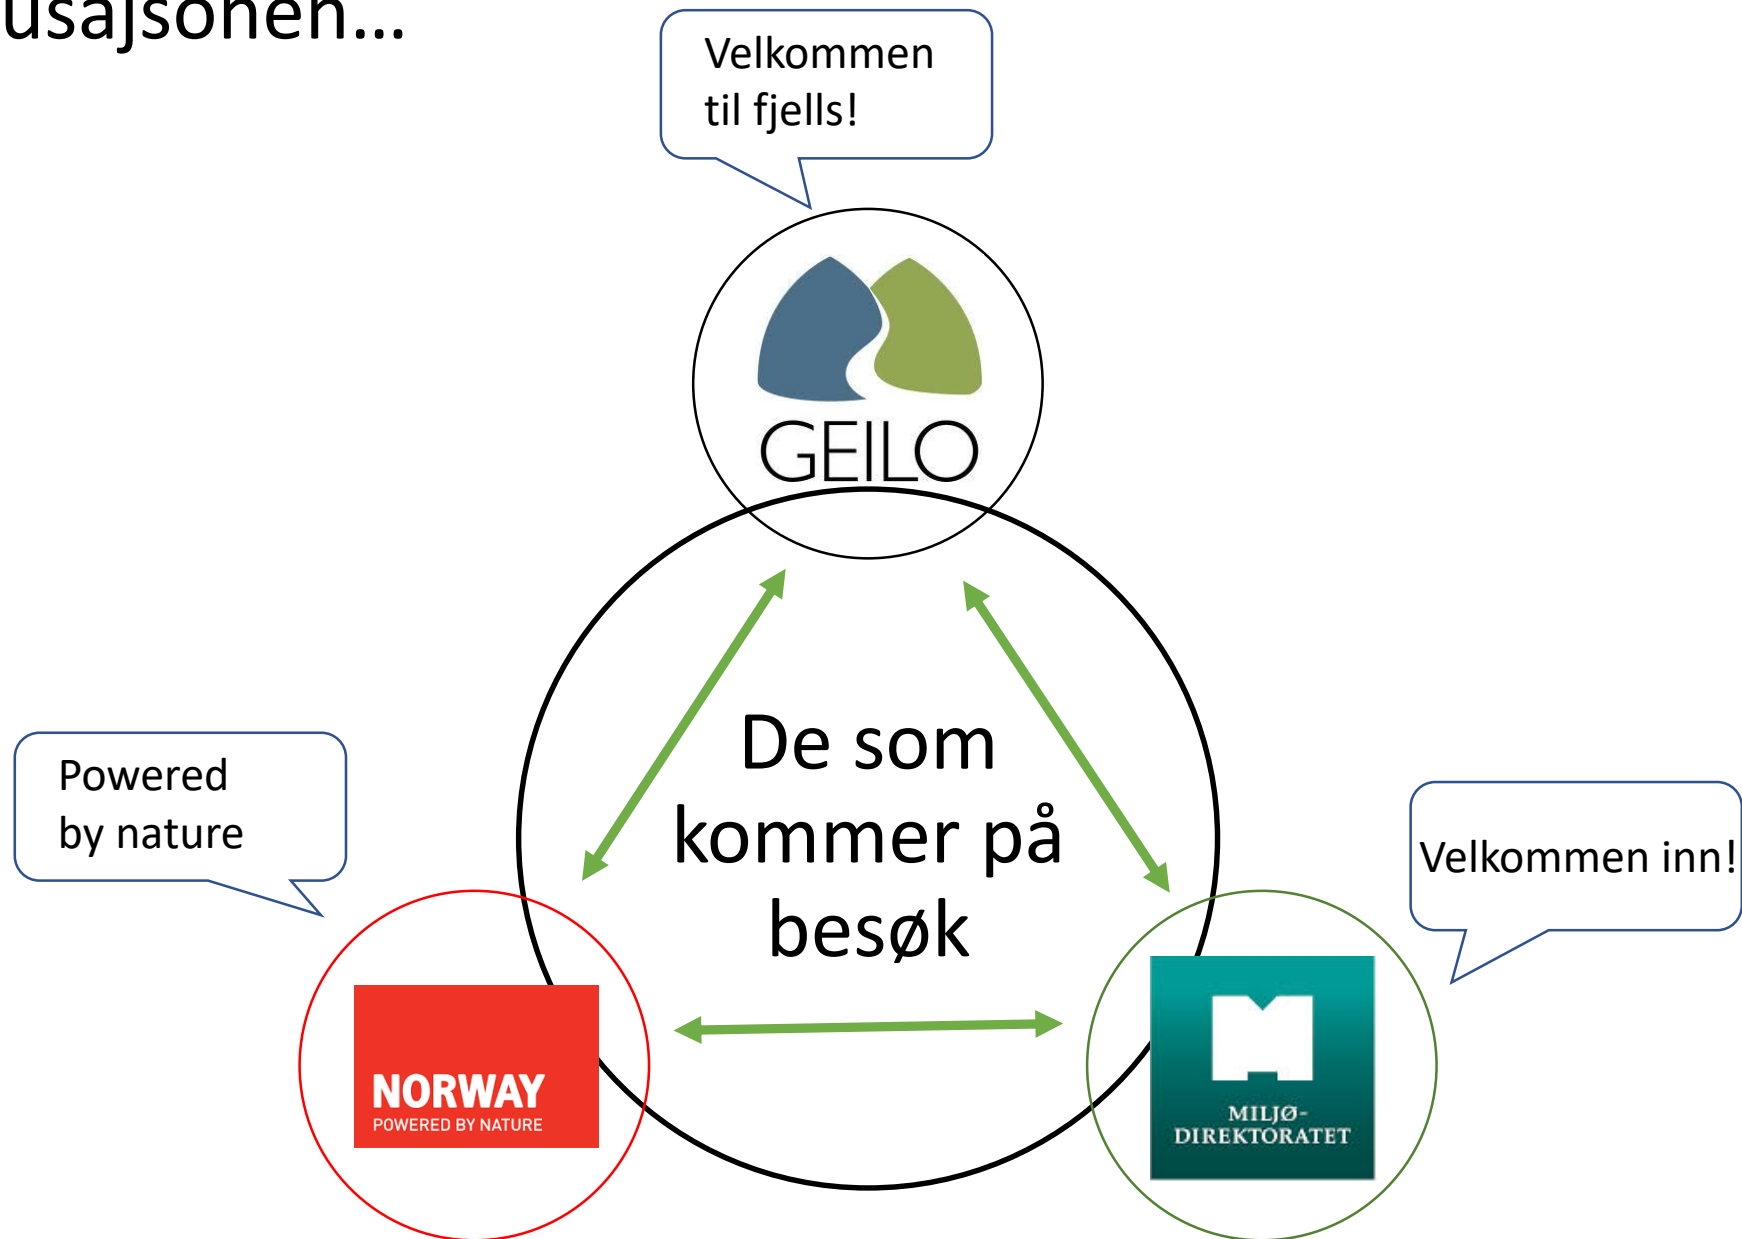 usajsonen...
Velkommen
til fjells!
GEILO
De som
kommer på
besøk
Powered
by nature
Velkommen inn!
NORWAY
POWERED BY NATURE
MILJØ-
DIREKTORATET